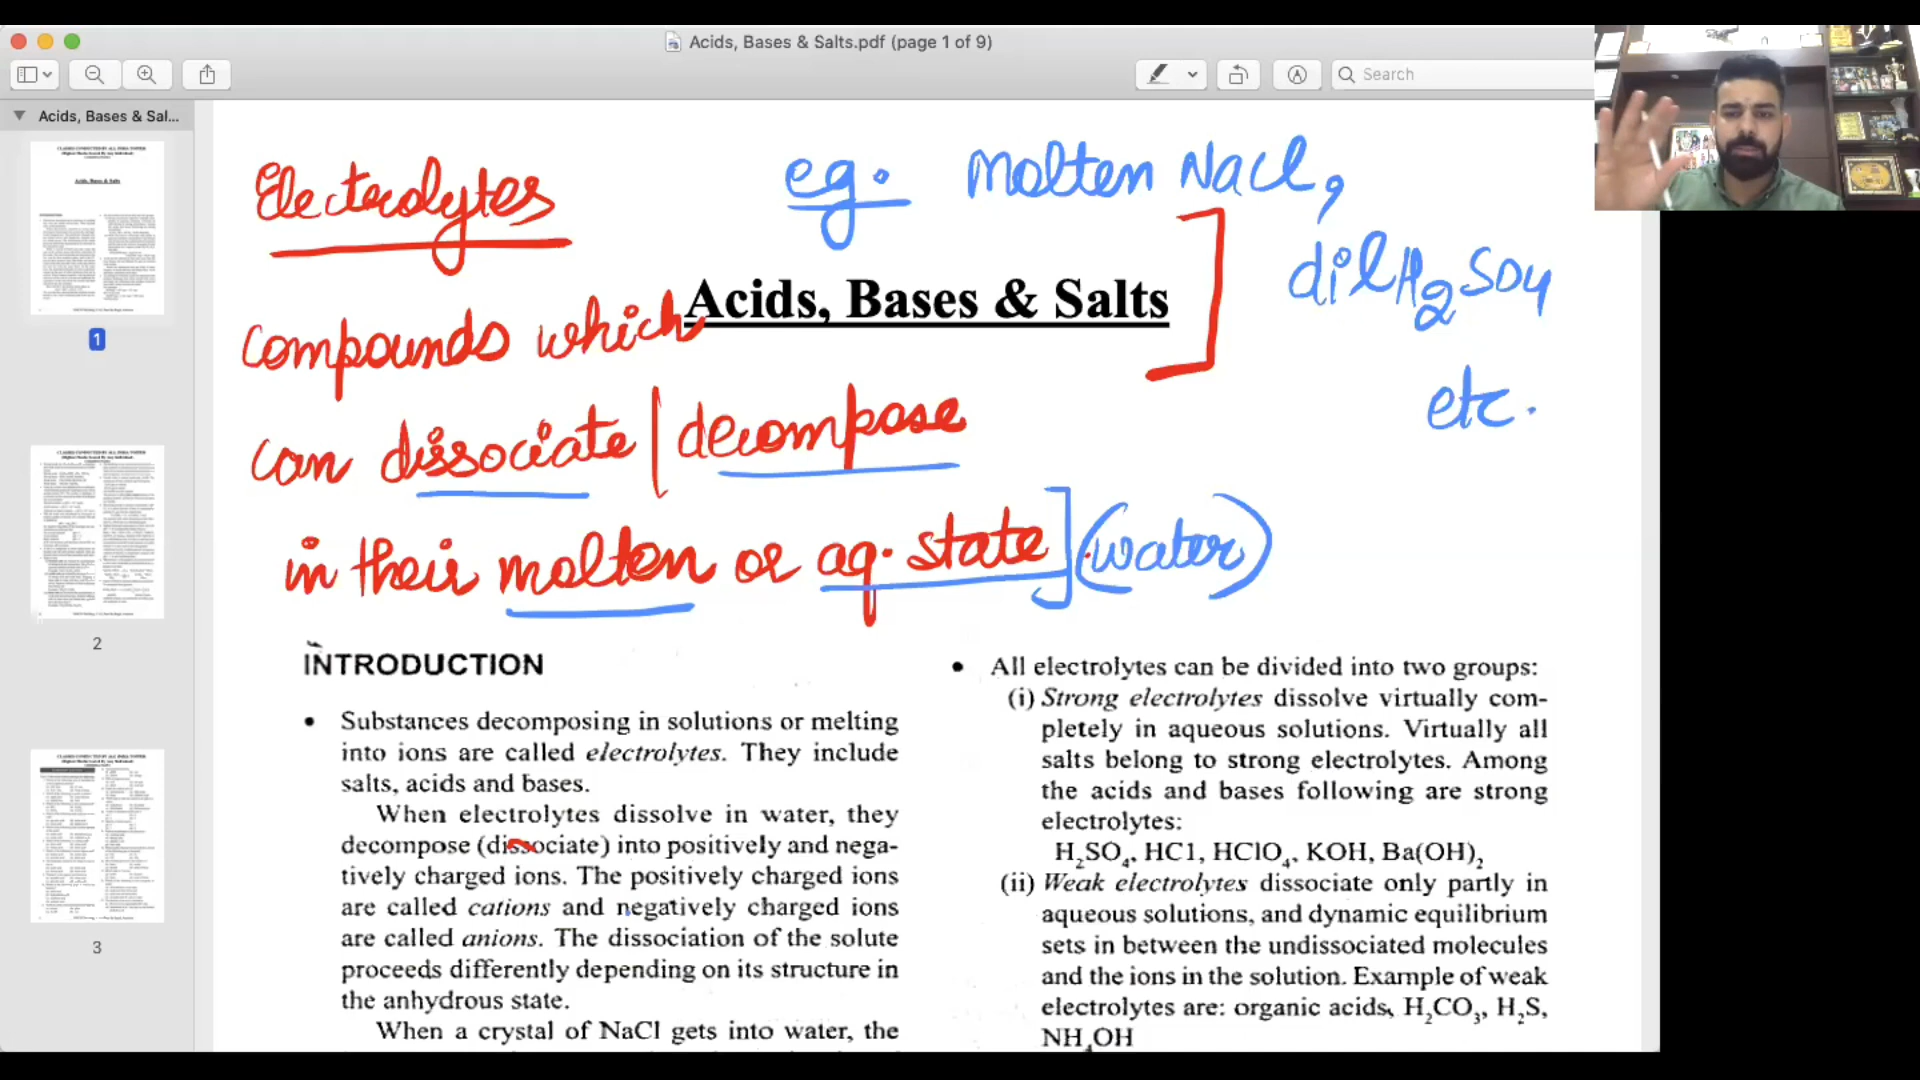 Acids, Bases & Salts.pdf (page 1 of 9)
Search
Acids, Bases & Sal...
1
2
3
Electrolytes
eg. Molten NaCl,
dil H2SO4
etc.
Acids, Bases & Salts
compounds which
can dissociate | decompose
in their molten or aq. state] (water)
INTRODUCTION
• Substances decomposing in solutions or melting
into ions are called electrolytes. They include
salts, acids and bases.
When electrolytes dissolve in water, they
decompose (dissociate) into positively and nega-
tively charged ions. The positively charged ions
are called cations and negatively charged ions
are called anions. The dissociation of the solute
proceeds differently depending on its structure in
the anhydrous state.
When a crystal of NaCl gets into water, the
• All electrolytes can be divided into two groups:
(i) Strong electrolytes dissolve virtually com-
pletely in aqueous solutions. Virtually all
salts belong to strong electrolytes. Among
the acids and bases following are strong
electrolytes:
H₂SO₄, HC1, HClO₄, KOH, Ba(OH)₂
(ii) Weak electrolytes dissociate only partly in
aqueous solutions, and dynamic equilibrium
sets in between the undissociated molecules
and the ions in the solution. Example of weak
electrolytes are: organic acids, H₂CO₃, H₂S,
NH₄OH